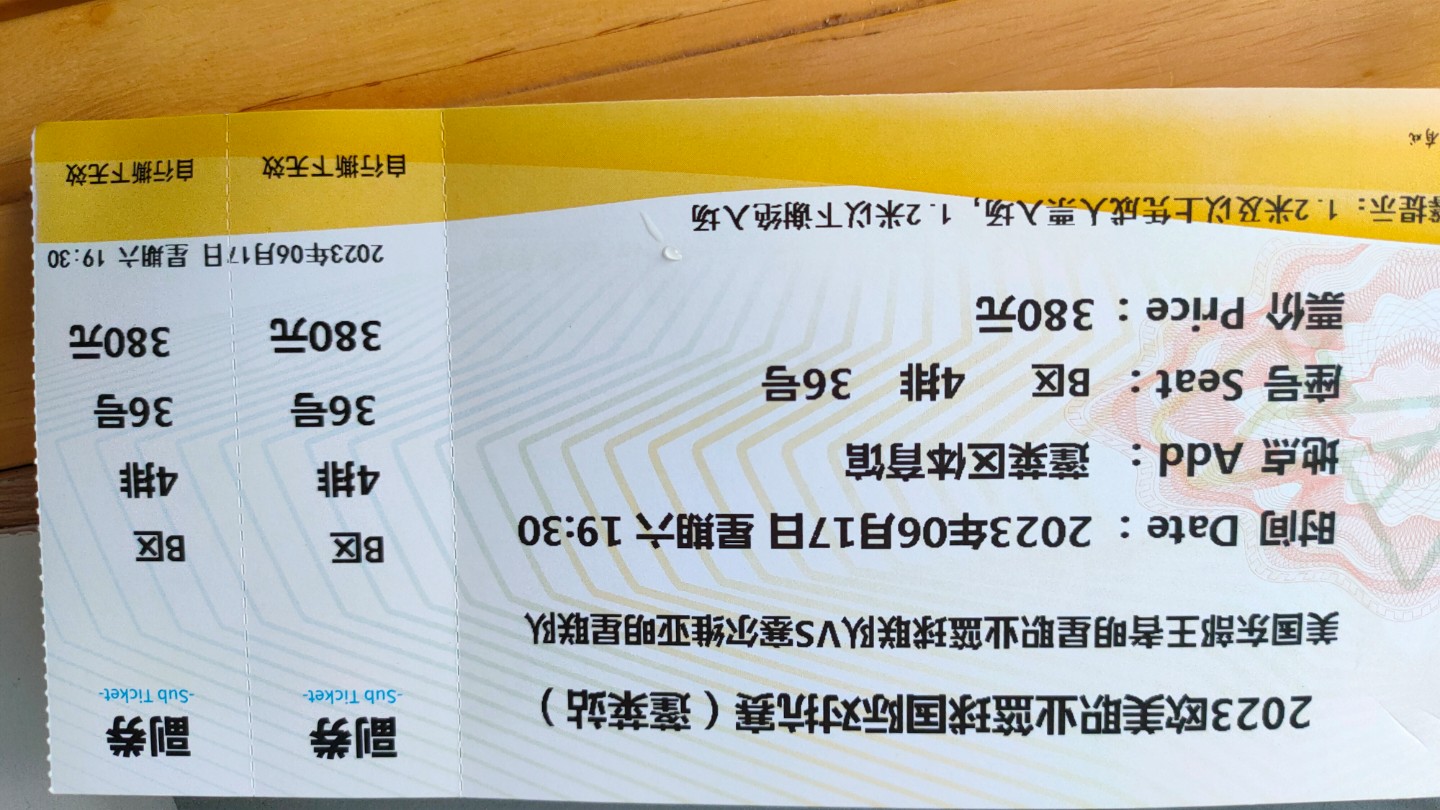 2023欧美职业篮球国际对抗赛（蓬莱站）
美国东部王者明星职业篮球联队VS塞尔维亚明星联队
时间 Date： 2023年06月17日 星期六 19:30
地点 Add： 蓬莱区体育馆
座号 Seat： B区 4排 36号
票价 Price：380元
馨提示：1.2米及以上凭成人票入场，1.2米以下谢绝入场
有戏
副券
-Sub Ticket-
B区
4排
36号
380元
副券
-Sub Ticket-
B区
4排
36号
380元
2023年06月17日 星期六 19:30
自行撕下无效
自行撕下无效